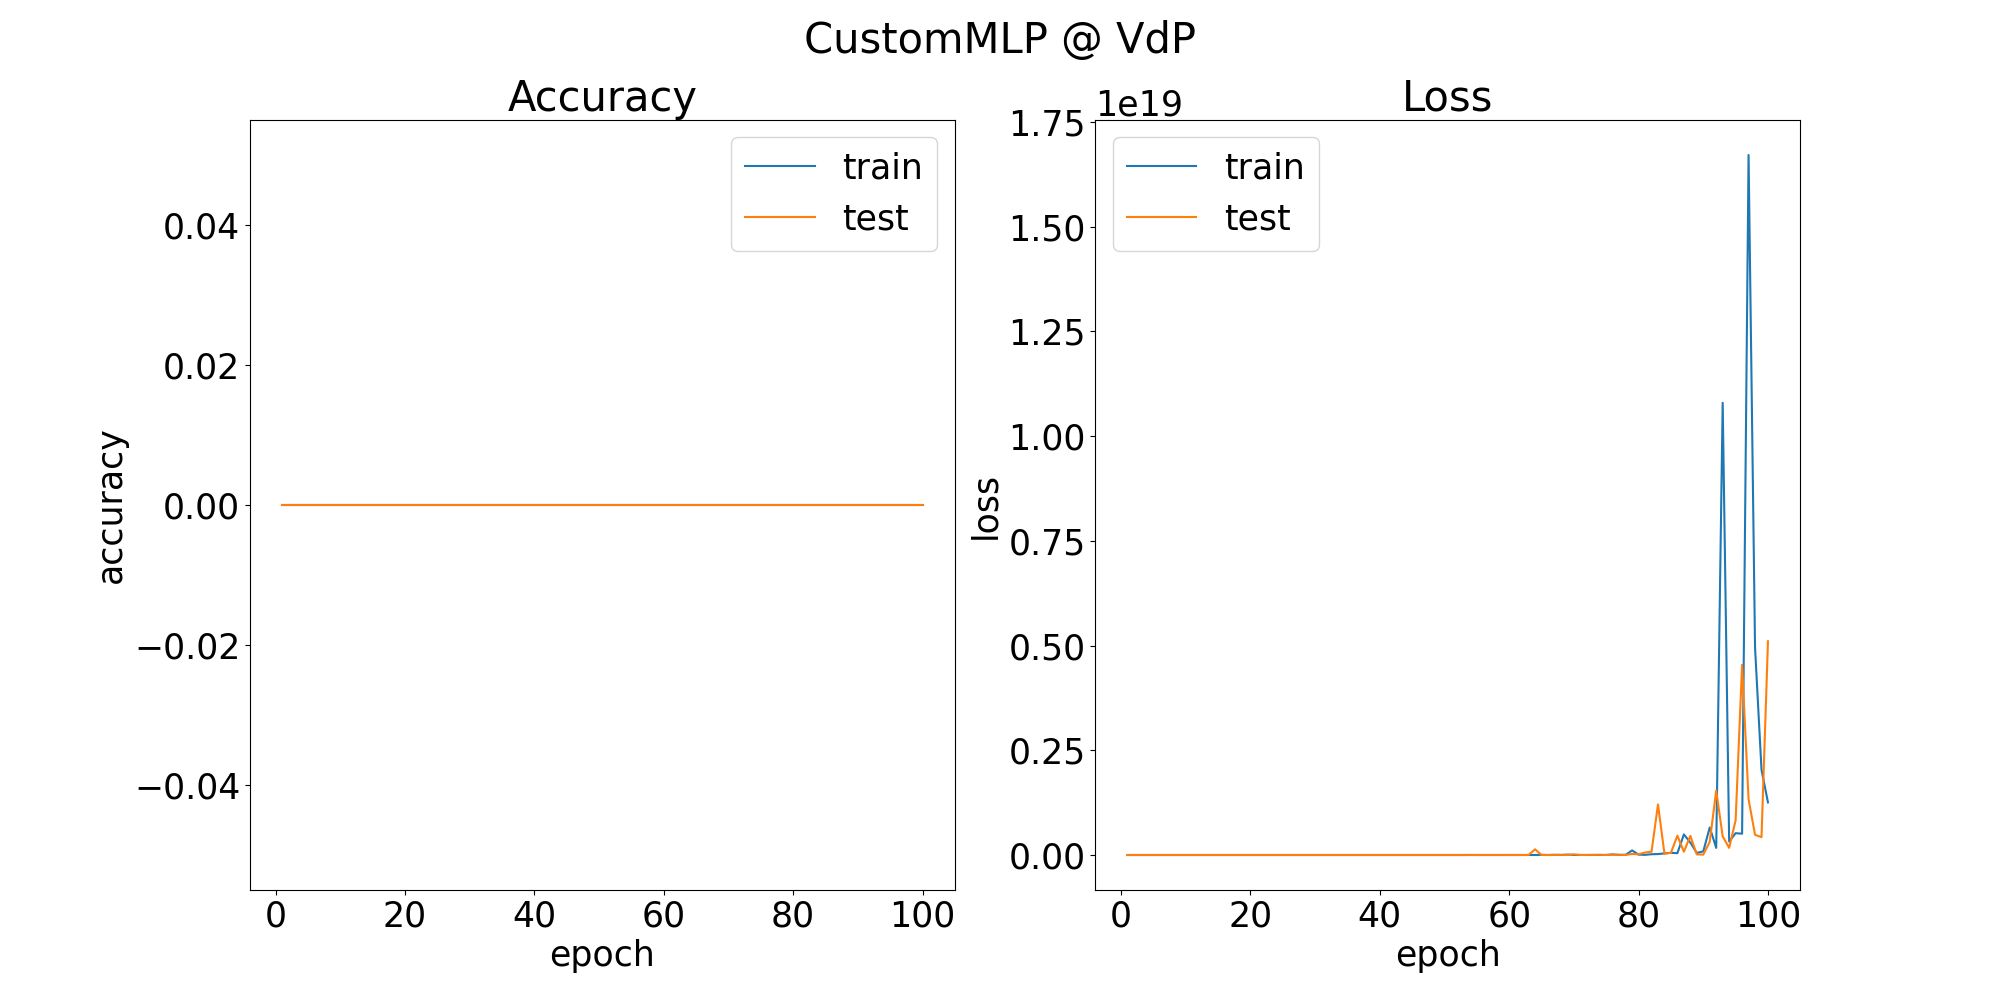 CustomMLP @ VdP
Accuracy
train
test
0.04
0.02
0.00
−0.02
−0.04
accuracy
0 20 40 60 80 100
epoch
Loss
1e19
train
test
1.75
1.50
1.25
1.00
0.75
0.50
0.25
0.00
loss
0 20 40 60 80 100
epoch